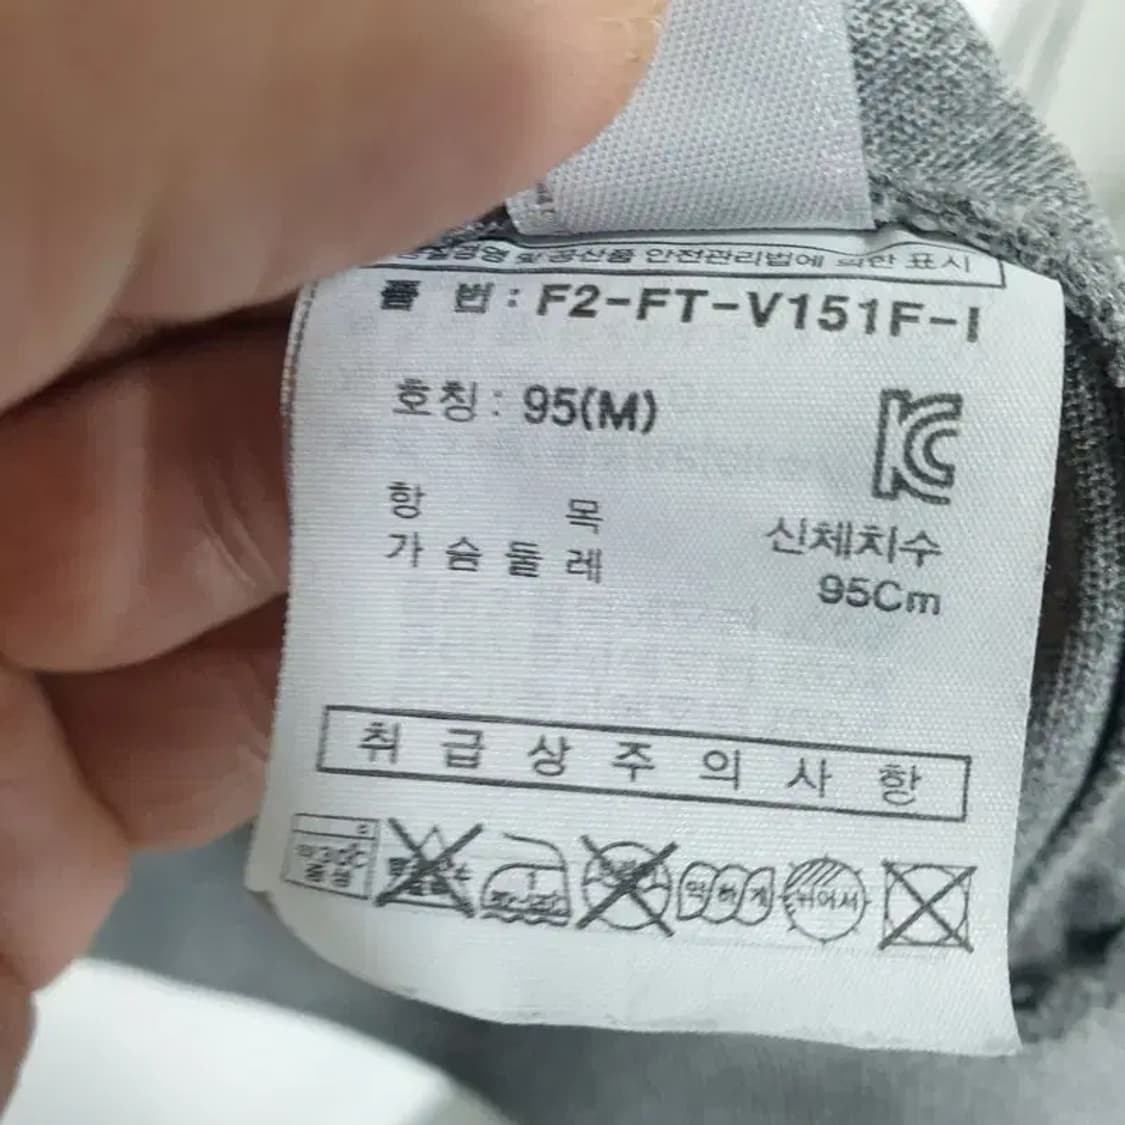 및 공산품 안전관리법에 의한 표시
품 번 : F2-FT-V151F-I
호칭 : 95(M)
항 목 신체치수
가슴둘레 95Cm
취급상주의사항
약하게
뉘어서